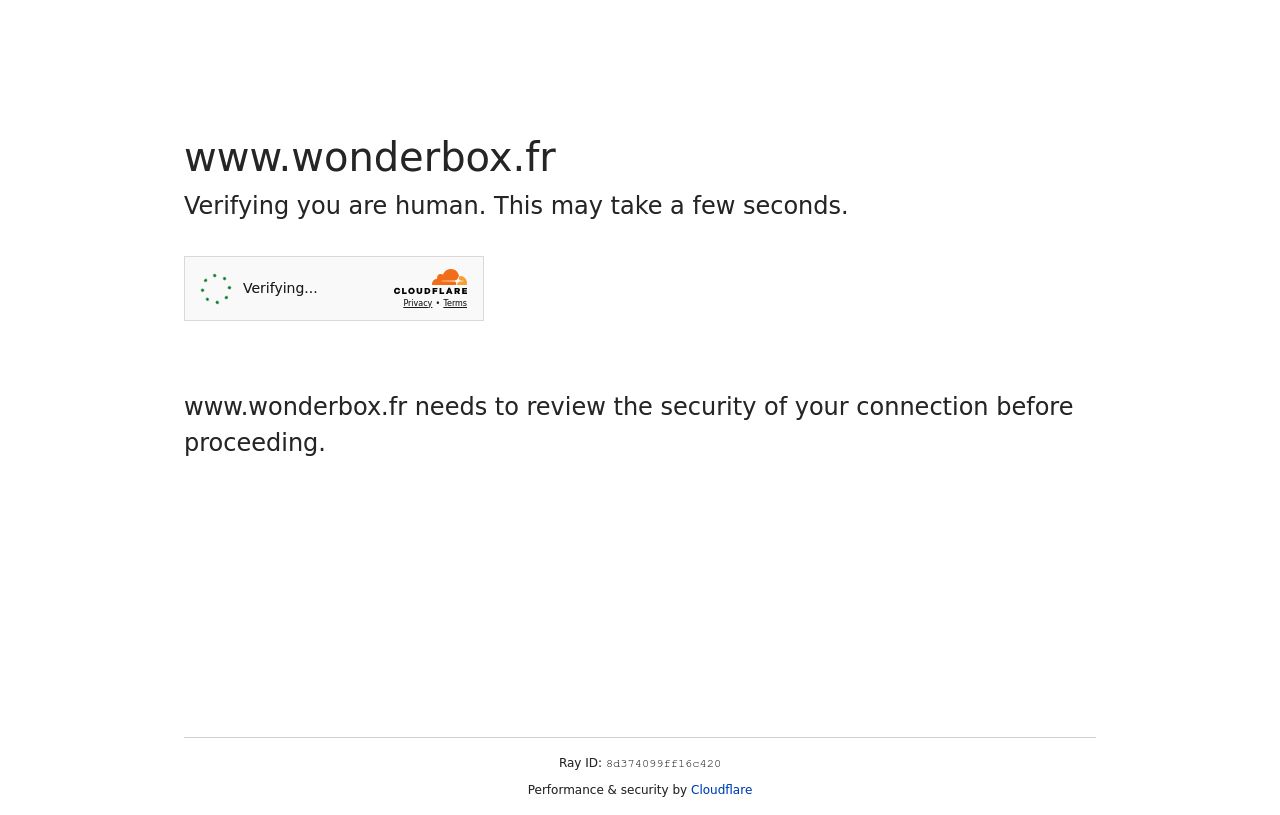 www.wonderbox.fr
Verifying you are human. This may take a few seconds.
Verifying...
CLOUDFLARE
Privacy • Terms
www.wonderbox.fr needs to review the security of your connection before
proceeding.
Ray ID: 8d374099ff16c420
Performance & security by Cloudflare